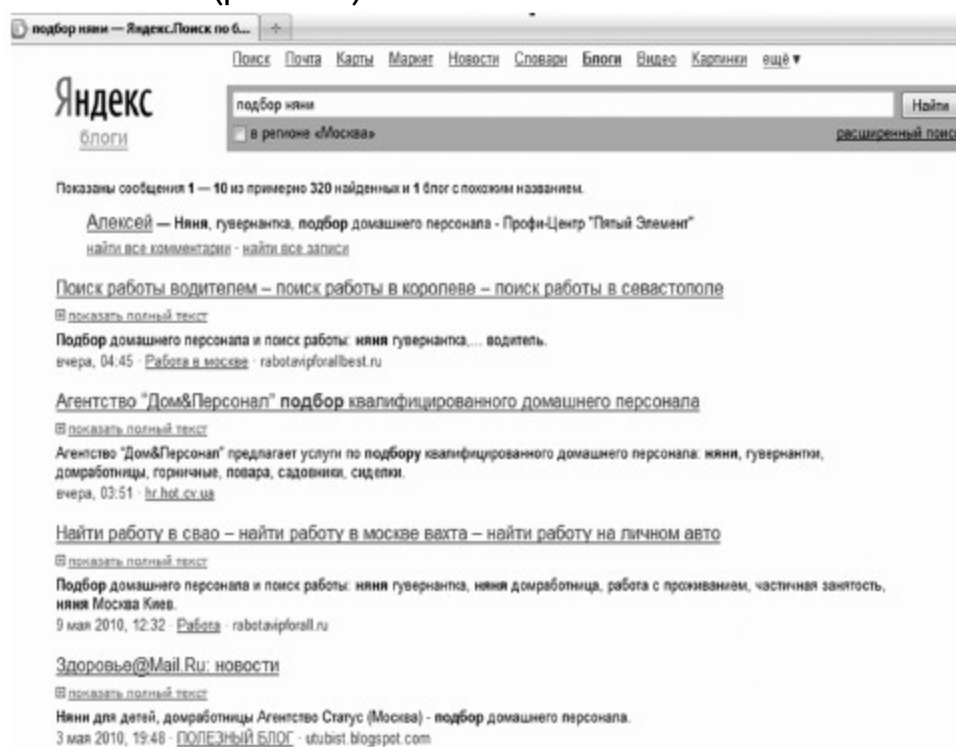 подбор няни — Яндекс.Поиск по б...
Поиск Почта Карты Маркет Новости Словари Блоги Видео Картинки ещё ▼
Яндекс
блоги
подбор няни
Найти
в регионе «Москва»
расширенный поиск
Показаны сообщения 1 — 10 из примерно 320 найденных и 1 блог с похожим названием.
Алексей — Няня, гувернантка, подбор домашнего персонала - Профи-Центр "Пятый Элемент"
найти все комментарии · найти все записи
Поиск работы водителем – поиск работы в королеве – поиск работы в севастополе
показать полный текст
Подбор домашнего персонала и поиск работы: няня гувернантка,... водитель.
вчера, 04:45 · Работа в москве · rabotavipforallbest.ru
Агентство "Дом&Персонал" подбор квалифицированного домашнего персонала
показать полный текст
Агентство "Дом&Персонал" предлагает услуги по подбору квалифицированного домашнего персонала: няни, гувернантки,
домработницы, горничные, повара, садовники, сиделки.
вчера, 03:51 · hr.hot.cv.ua
Найти работу в свао – найти работу в москве вахта – найти работу на личном авто
показать полный текст
Подбор домашнего персонала и поиск работы: няня гувернантка, няня домработница, работа с проживанием, частичная занятость,
няня Москва Киев.
9 мая 2010, 12:32 · Работа · rabotavipforall.ru
Здоровье@Mail.Ru: новости
показать полный текст
Няни для детей, домработницы Агентство Статус (Москва) - подбор домашнего персонала.
3 мая 2010, 19:48 · ПОЛЕЗНЫЙ БЛОГ · utubist.blogspot.com